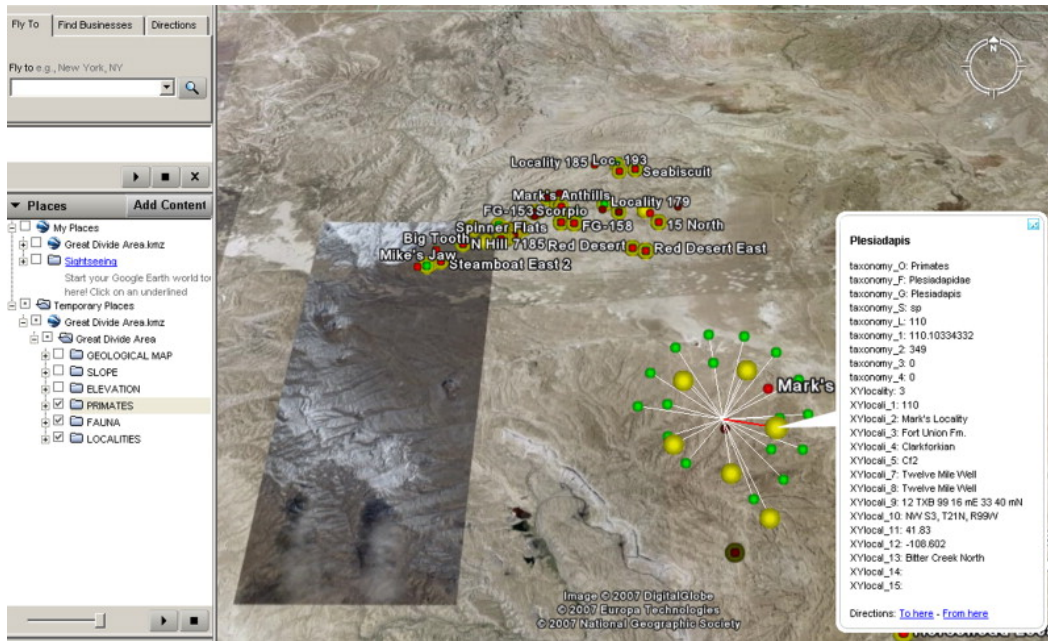 Fly To
Find Businesses
Directions
Fly to e.g., New York, NY
Places
Add Content
My Places
Great Divide Area.kmz
Sightseeing
Start your Google Earth world to
here! Click on an underlined
Temporary Places
Great Divide Area.kmz
Great Divide Area
GEOLOGICAL MAP
SLOPE
ELEVATION
PRIMATES
FAUNA
LOCALITIES
N
Locality 185
Loc. 193
Seabiscuit
Mark's Anthills
Locality 179
FG-153
Scorpio
FG-158
15 North
Spinner Flats
Big Tooth
N Hill 7185
Red Desert
Red Desert East
Mike's Jaw
Steamboat East 2
Mark's
Plesiadapis
taxonomy_O: Primates
taxonomy_F: Plesiadapidae
taxonomy_G: Plesiadapis
taxonomy_S: sp
taxonomy_L: 110
taxonomy_1: 110.10334332
taxonomy_2: 349
taxonomy_3: 0
taxonomy_4: 0
XYlocality: 3
XYlocali_1: 110
XYlocali_2: Mark's Locality
XYlocali_3: Fort Union Fm.
XYlocali_4: Clarkforkian
XYlocali_5: Cf2
XYlocali_7: Twelve Mile Well
XYlocali_8: Twelve Mile Well
XYlocali_9: 12 TXB 99 16 mE 33 40 mN
XYlocal_10: NW S3, T21N, R99W
XYlocal_11: 41.83
XYlocal_12: -108.602
XYlocal_13: Bitter Creek North
XYlocal_14:
XYlocal_15:
Directions: To here - From here
Image © 2007 DigitalGlobe
© 2007 Europa Technologies
© 2007 National Geographic Society